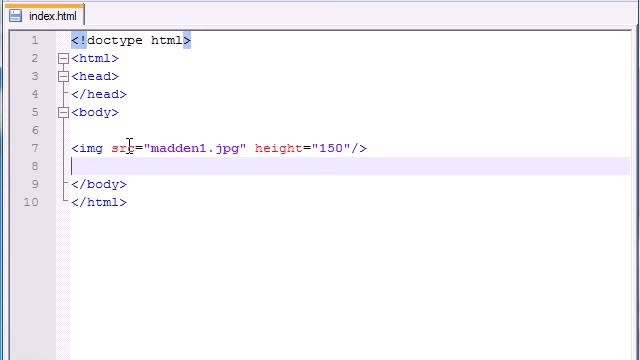 index.html
1 <!doctype html>
2 <html>
3 <head>
4 </head>
5 <body>
6
7 <img src="madden1.jpg" height="150"/>
8
9 </body>
10 </html>